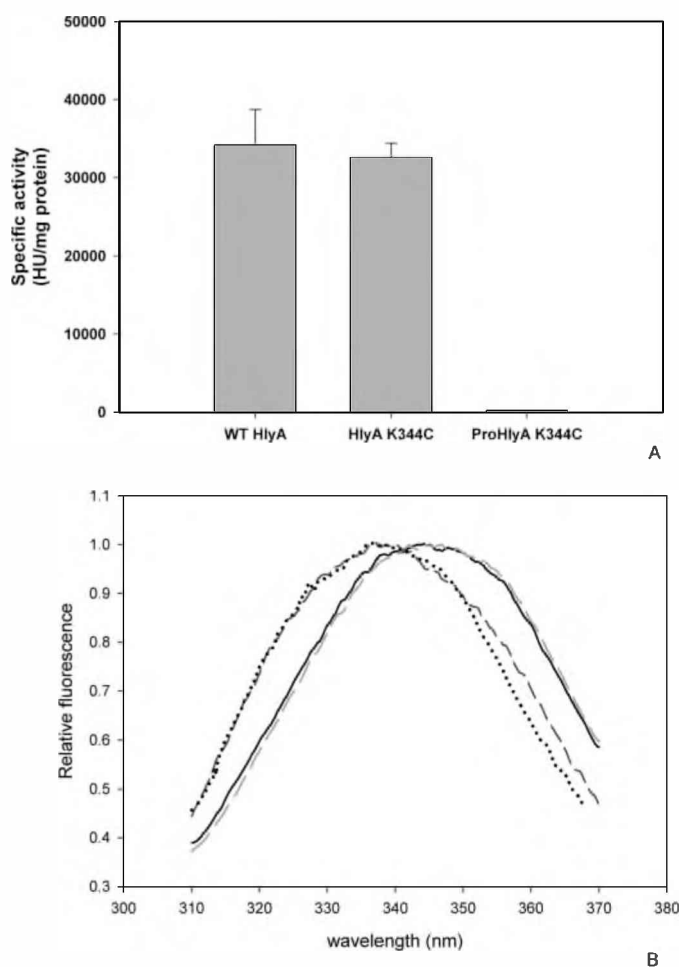 50000
40000
30000
20000
10000
0
Specific activity
(HU/mg protein)
WT HlyA HlyA K344C ProHlyA K344C
A
1.1
1.0
0.9
0.8
0.7
0.6
0.5
0.4
0.3
Relative fluorescence
300 310 320 330 340 350 360 370 380
wavelength (nm)
B